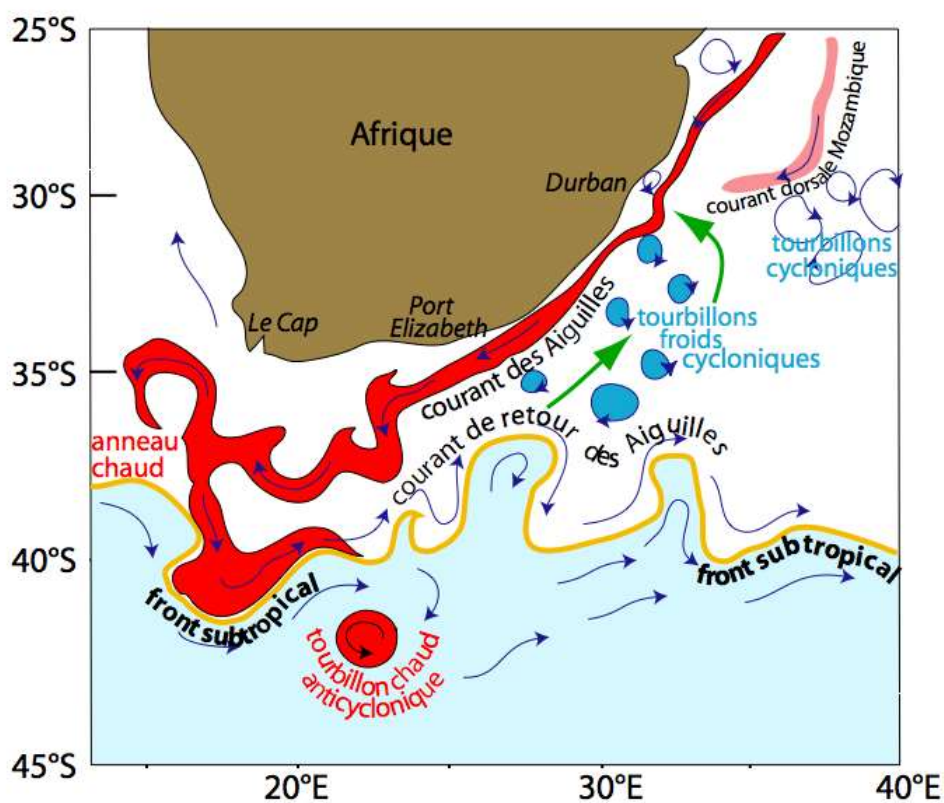 25°S
Afrique
courant dorsale Mozambique
30°S
Durban
tourbillons
cycloniques
Le Cap
Port
Elizabeth
courant des Aiguilles
tourbillons
froids
cycloniques
35°S
anneau
chaud
courant de retour des Aiguilles
40°S
front subtropical
front subtropical
tourbillon chaud
anticyclonique
45°S
20°E
30°E
40°E